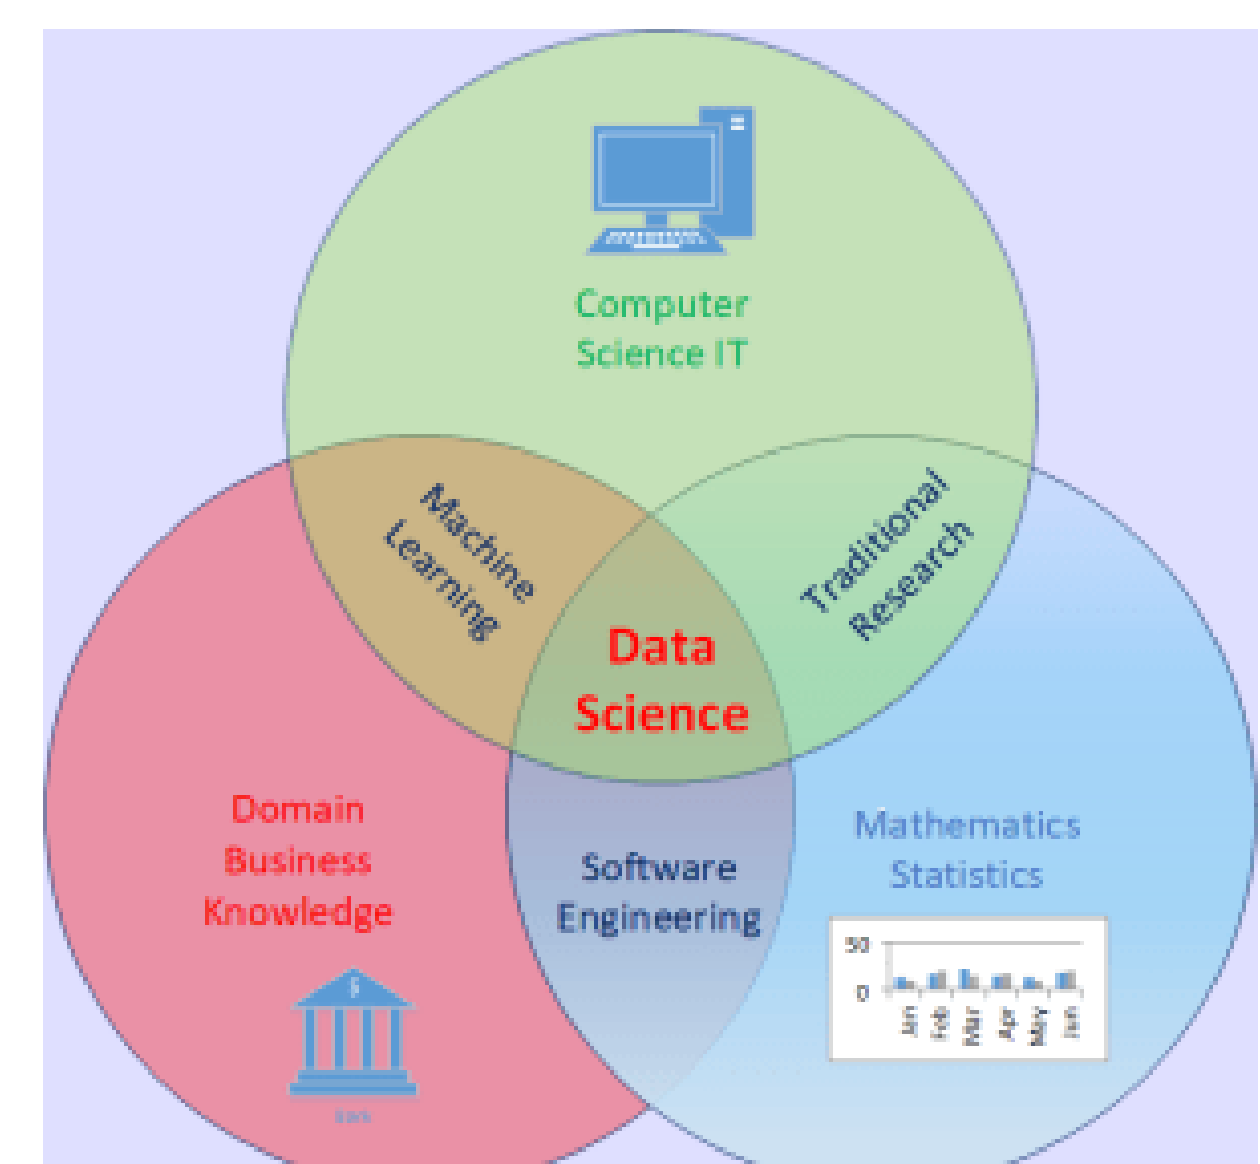 Computer
Science IT
Machine
Learning
Traditional
Research
Data
Science
Domain
Business
Knowledge
Software
Engineering
Mathematics
Statistics
50
0
Jan
Feb
Mar
Apr
May
Jun
$
Bank